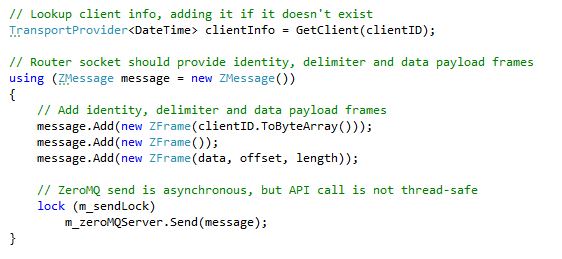 // Lookup client info, adding it if it doesn't exist
TransportProvider<DateTime> clientInfo = GetClient(clientID);

// Router socket should provide identity, delimiter and data payload frames
using (ZMessage message = new ZMessage())
{
    // Add identity, delimiter and data payload frames
    message.Add(new ZFrame(clientID.ToByteArray()));
    message.Add(new ZFrame());
    message.Add(new ZFrame(data, offset, length));

    // ZeroMQ send is asynchronous, but API call is not thread-safe
    lock (m_sendLock)
        m_zeroMQServer.Send(message);
}